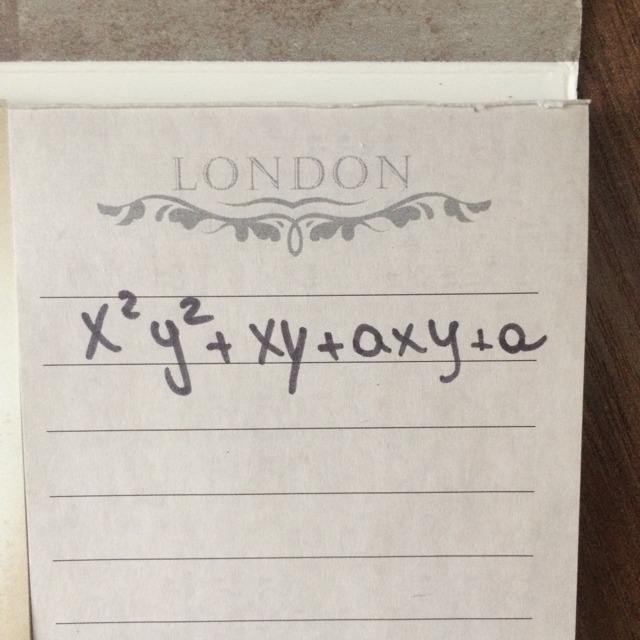 LONDON
x²y² + xy + axy + a